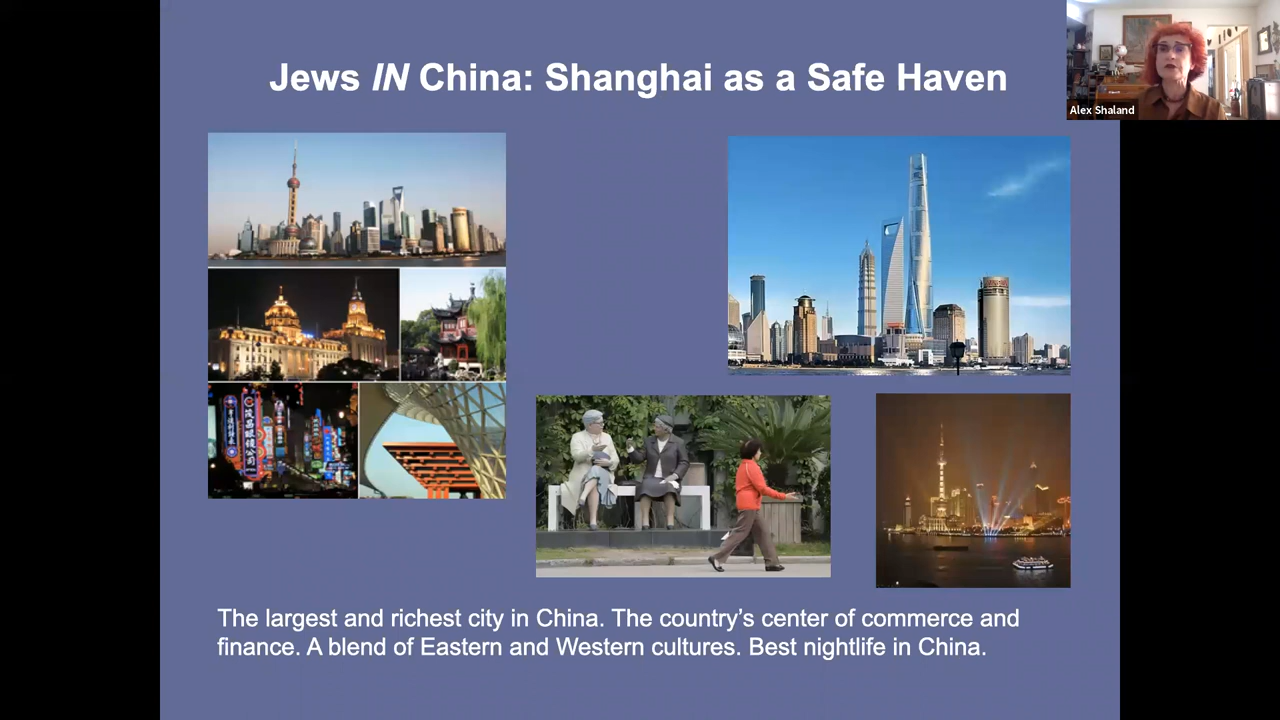 Jews IN China: Shanghai as a Safe Haven
Alex Shaland
The largest and richest city in China. The country’s center of commerce and
finance. A blend of Eastern and Western cultures. Best nightlife in China.